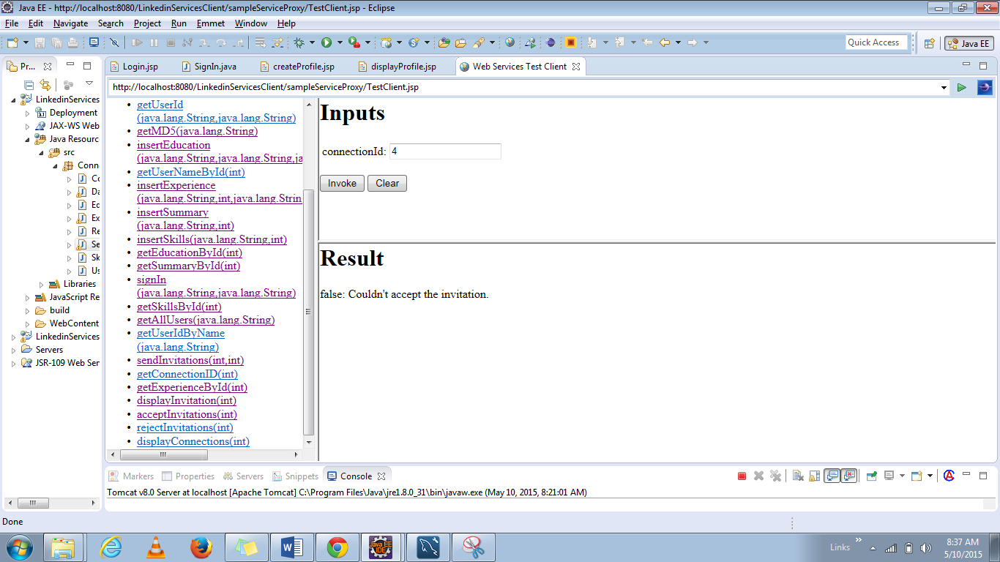 Java EE - http://localhost:8080/LinkedinServicesClient/sampleServiceProxy/TestClient.jsp - Eclipse
File Edit Navigate Search Project Run Emmet Window Help
Quick Access
Java EE
Pr...
Login.jsp SignIn.java createProfile.jsp displayProfile.jsp Web Services Test Client
http://localhost:8080/LinkedinServicesClient/sampleServiceProxy/TestClient.jsp
LinkedinServices
Deployment
JAX-WS Web
Java Resourc
src
Conn
Co
Da
Ed
Ex
Re
Se
Sk
Us
Libraries
JavaScript Re
build
WebContent
LinkedinServices
Servers
JSR-109 Web Ser
getUserId
(java.lang.String,java.lang.String)
getMD5(java.lang.String)
insertEducation
(java.lang.String,java.lang.String,ja
getUserNameById(int)
insertExperience
(java.lang.String,int,java.lang.Strin
insertSummary
(java.lang.String,int)
insertSkills(java.lang.String,int)
getEducationById(int)
getSummaryById(int)
signIn
(java.lang.String,java.lang.String)
getSkillsById(int)
getAllUsers(java.lang.String)
getUserIdByName
(java.lang.String)
sendInvitations(int,int)
getConnectionID(int)
getExperienceById(int)
displayInvitation(int)
acceptInvitations(int)
rejectInvitations(int)
displayConnections(int)
Inputs
connectionId: 4
Invoke Clear
Result
false: Couldn't accept the invitation.
Markers Properties Servers Snippets Console
Tomcat v8.0 Server at localhost [Apache Tomcat] C:\Program Files\Java\jre1.8.0_31\bin\javaw.exe (May 10, 2015, 8:21:01 AM)
Done
Java EE
IDE
Links
8:37 AM
5/10/2015